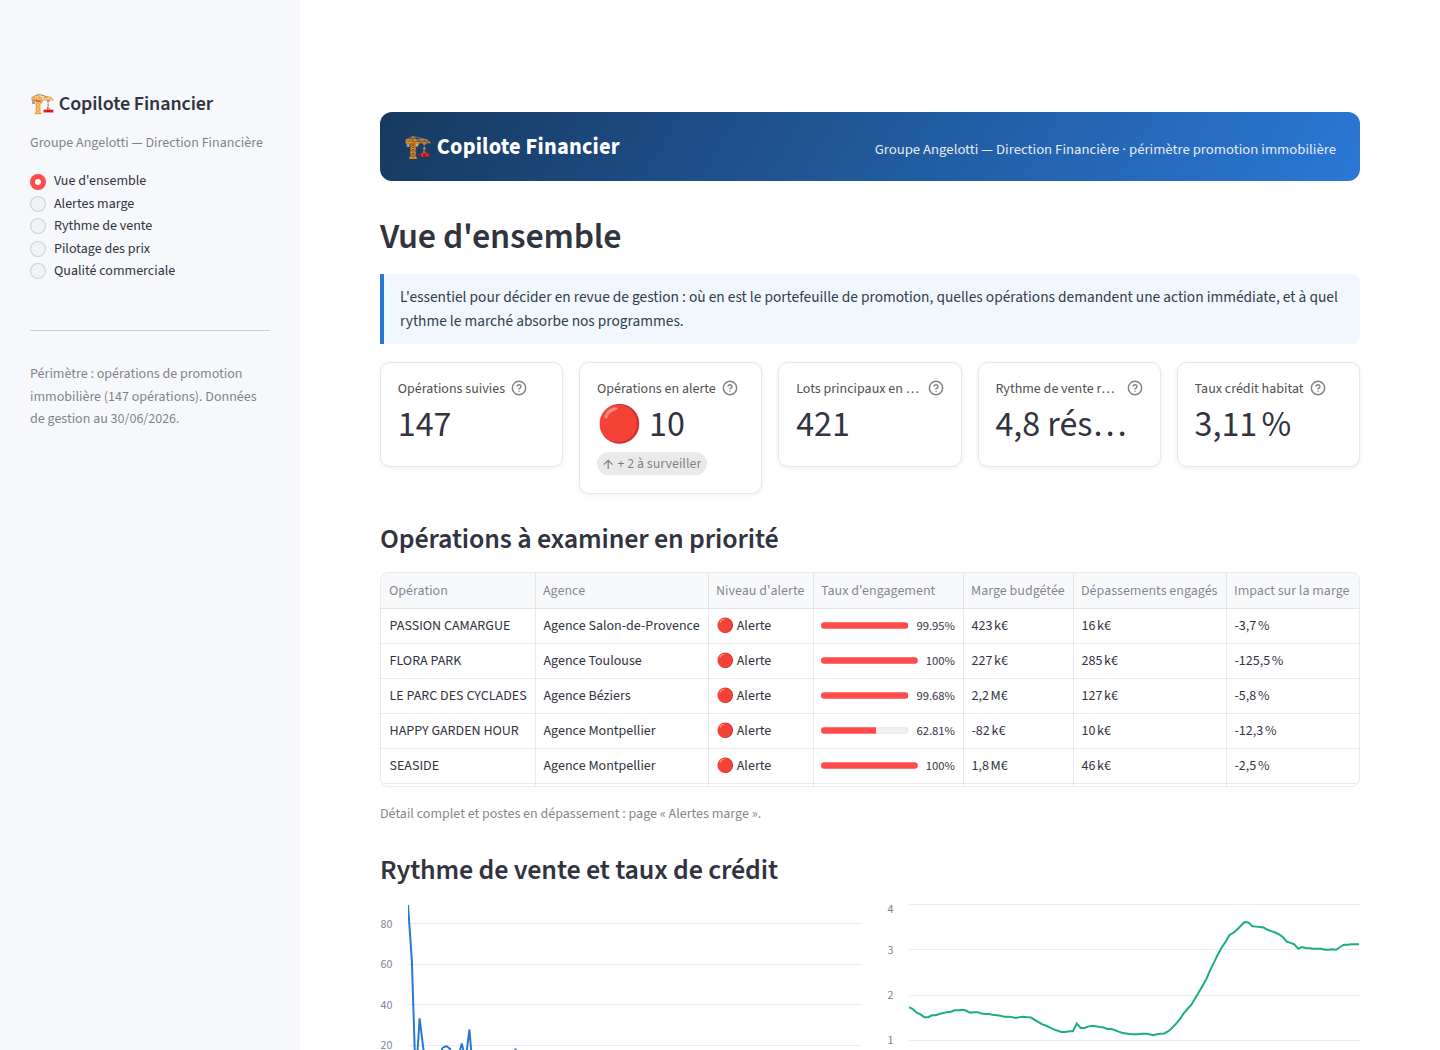 🏗️ Copilote Financier
Groupe Angelotti — Direction Financière
Vue d'ensemble
Alertes marge
Rythme de vente
Pilotage des prix
Qualité commerciale
Périmètre : opérations de promotion
immobilière (147 opérations). Données
de gestion au 30/06/2026.
🏗️ Copilote Financier
Groupe Angelotti — Direction Financière · périmètre promotion immobilière
Vue d'ensemble
L'essentiel pour décider en revue de gestion : où en est le portefeuille de promotion, quelles opérations demandent une action immédiate, et à quel
rythme le marché absorbe nos programmes.
Opérations suivies
147
Opérations en alerte
🔴 10
↑ + 2 à surveiller
Lots principaux en …
421
Rythme de vente r…
4,8 rés…
Taux crédit habitat
3,11 %
Opérations à examiner en priorité
Opération Agence Niveau d'alerte Taux d'engagement Marge budgétée Dépassements engagés Impact sur la marge
PASSION CAMARGUE Agence Salon-de-Provence 🔴 Alerte 99.95% 423 k€ 16 k€ -3,7 %
FLORA PARK Agence Toulouse 🔴 Alerte 100% 227 k€ 285 k€ -125,5 %
LE PARC DES CYCLADES Agence Béziers 🔴 Alerte 99.68% 2,2 M€ 127 k€ -5,8 %
HAPPY GARDEN HOUR Agence Montpellier 🔴 Alerte 62.81% -82 k€ 10 k€ -12,3 %
SEASIDE Agence Montpellier 🔴 Alerte 100% 1,8 M€ 46 k€ -2,5 %
Détail complet et postes en dépassement : page « Alertes marge ».
Rythme de vente et taux de crédit
80
60
40
20
4
3
2
1